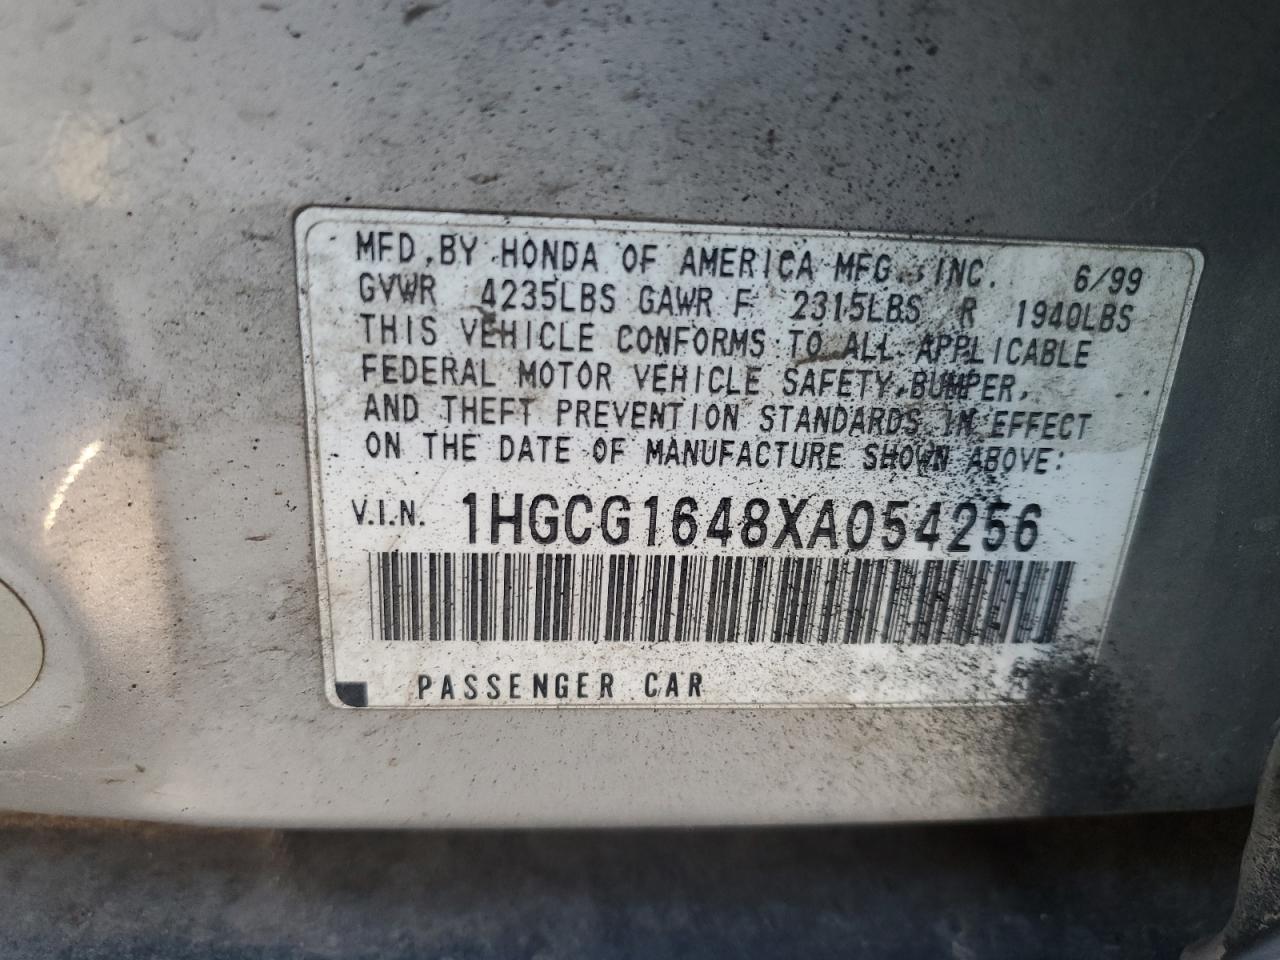 MFD. BY HONDA OF AMERICA MFG., INC. 6/99
GVWR 4235LBS GAWR F 2315LBS R 1940LBS
THIS VEHICLE CONFORMS TO ALL APPLICABLE
FEDERAL MOTOR VEHICLE SAFETY, BUMPER,
AND THEFT PREVENTION STANDARDS IN EFFECT
ON THE DATE OF MANUFACTURE SHOWN ABOVE:
V.I.N. 1HGCG1648XA054256
PASSENGER CAR